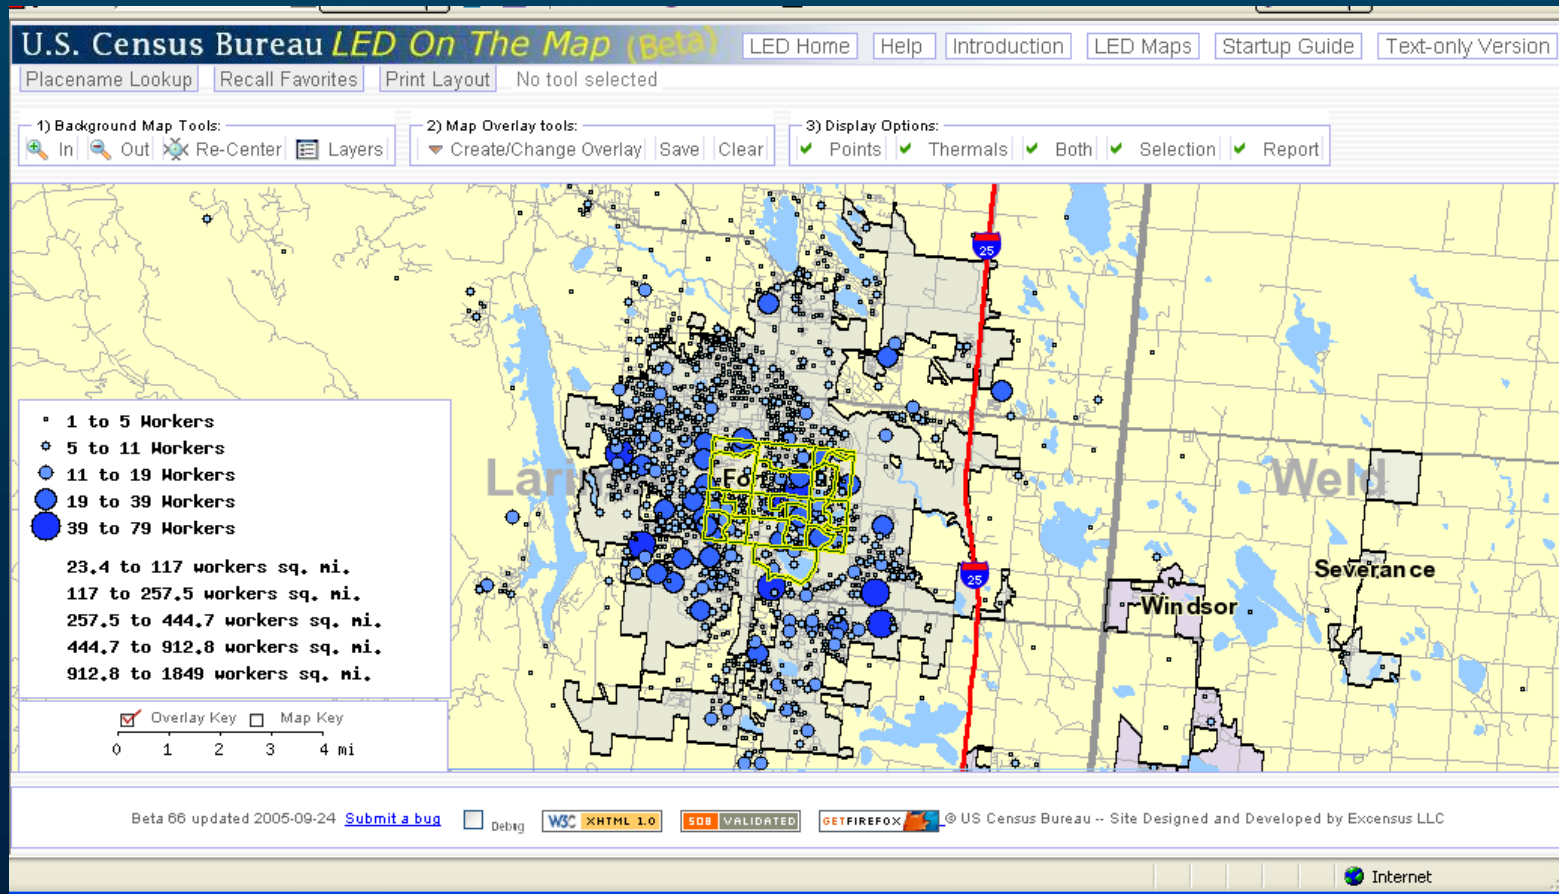 U.S. Census Bureau LED On The Map (Beta) LED Home Help Introduction LED Maps Startup Guide Text-only Version
Placename Lookup Recall Favorites Print Layout No tool selected
1) Background Map Tools: 2) Map Overlay tools: 3) Display Options:
In Out Re-Center Layers Create/Change Overlay Save Clear Points Thermals Both Selection Report
25
1 to 5 Workers
5 to 11 Workers
11 to 19 Workers
19 to 39 Workers
39 to 79 Workers
23.4 to 117 workers sq. mi.
117 to 257.5 workers sq. mi.
257.5 to 444.7 workers sq. mi.
444.7 to 912.8 workers sq. mi.
912.8 to 1849 workers sq. mi.
Weld
25
Severance
Windsor
Overlay Key Map Key
0 1 2 3 4 mi
Beta 66 updated 2005-09-24 Submit a bug Debug W3C XHTML 1.0 508 VALIDATED GETFIREFOX © US Census Bureau -- Site Designed and Developed by Excensus LLC
Internet